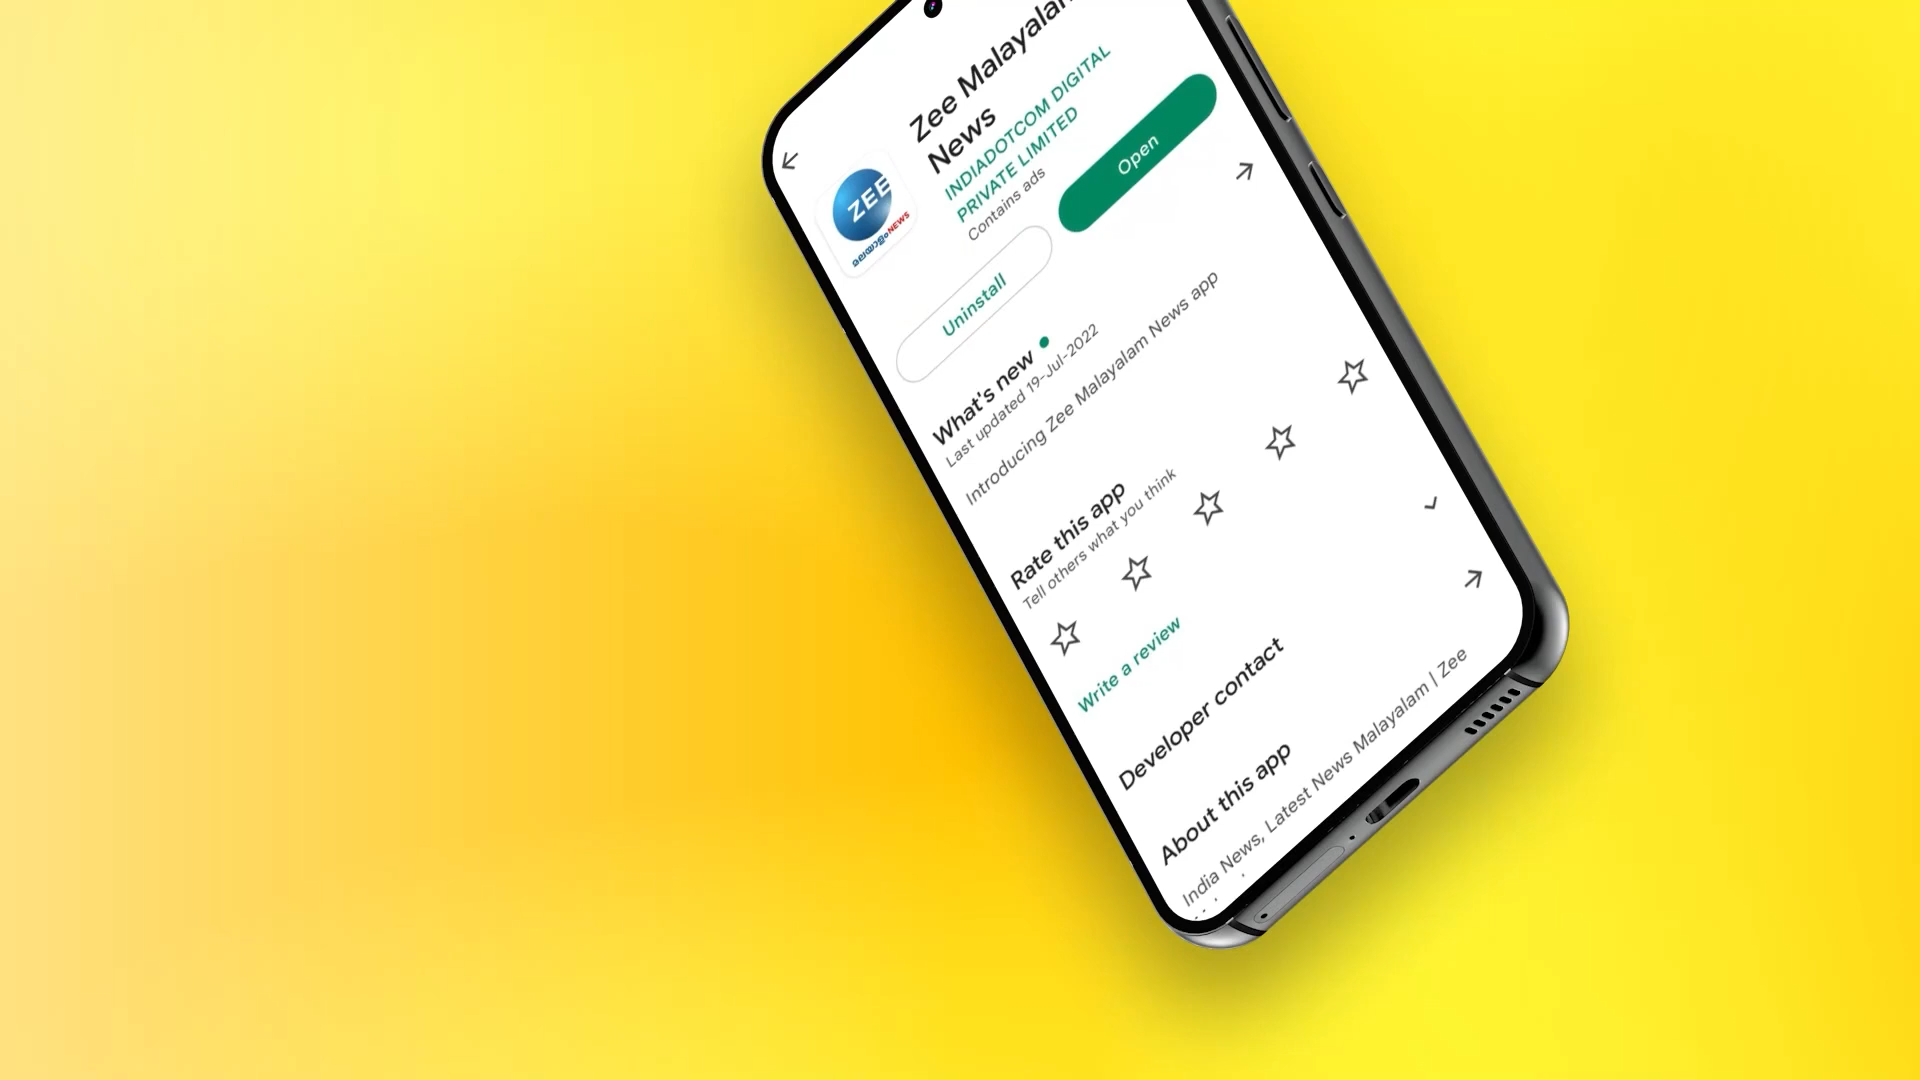 Zee Malayalam
News
INDIADOTCOM DIGITAL
PRIVATE LIMITED
Contains ads
ZEE
മലയാളം NEWS
Uninstall
Open
What's new
Last updated 19-Jul-2022
Introducing Zee Malayalam News app
Rate this app
Tell others what you think
Write a review
Developer contact
About this app
India News, Latest News Malayalam | Zee